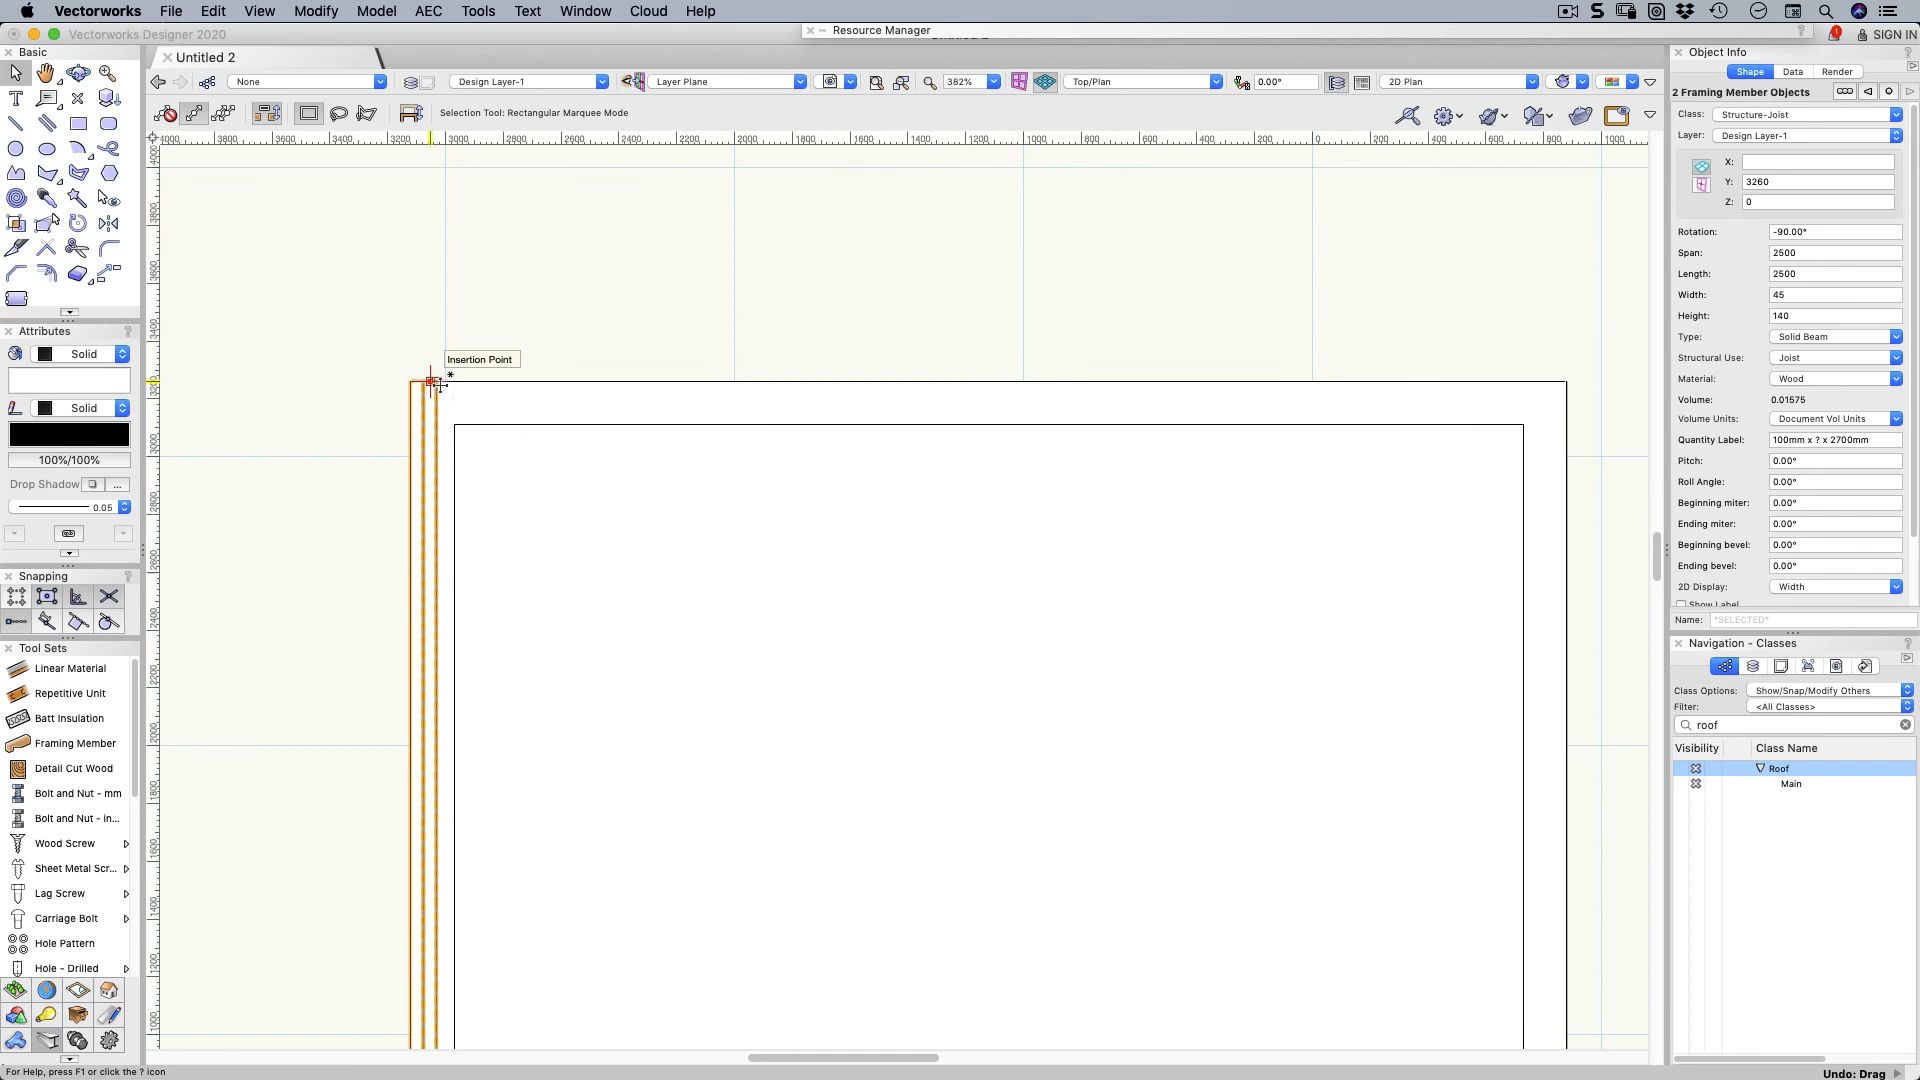 Vectorworks File Edit View Modify Model AEC Tools Text Window Cloud Help
Vectorworks Designer 2020
Resource Manager
1
SIGN IN
Basic
Untitled 2
Object Info
None
Design Layer-1
Layer Plane
382%
Top/Plan
0.00°
2D Plan
Shape Data Render
2 Framing Member Objects
Selection Tool: Rectangular Marquee Mode
Class: Structure-Joist
Layer: Design Layer-1
X:
Y: 3260
Z: 0
Rotation: -90.00°
Span: 2500
Length: 2500
Width: 45
Height: 140
Type: Solid Beam
Structural Use: Joist
Material: Wood
Volume: 0.01575
Volume Units: Document Vol Units
Quantity Label: 100mm x ? x 2700mm
Pitch: 0.00°
Roll Angle: 0.00°
Beginning miter: 0.00°
Ending miter: 0.00°
Beginning bevel: 0.00°
Ending bevel: 0.00°
2D Display: Width
Show Label
Name: *SELECTED*
Insertion Point
Attributes
Solid
Solid
100%/100%
Drop Shadow ...
0.05
Snapping
Tool Sets
Linear Material
Repetitive Unit
Batt Insulation
Framing Member
Detail Cut Wood
Bolt and Nut - mm
Bolt and Nut - in...
Wood Screw
Sheet Metal Scr...
Lag Screw
Carriage Bolt
Hole Pattern
Hole - Drilled
Navigation - Classes
Class Options: Show/Snap/Modify Others
Filter: <All Classes>
roof
Visibility Class Name
Roof
Main
For Help, press F1 or click the ? icon
Undo: Drag